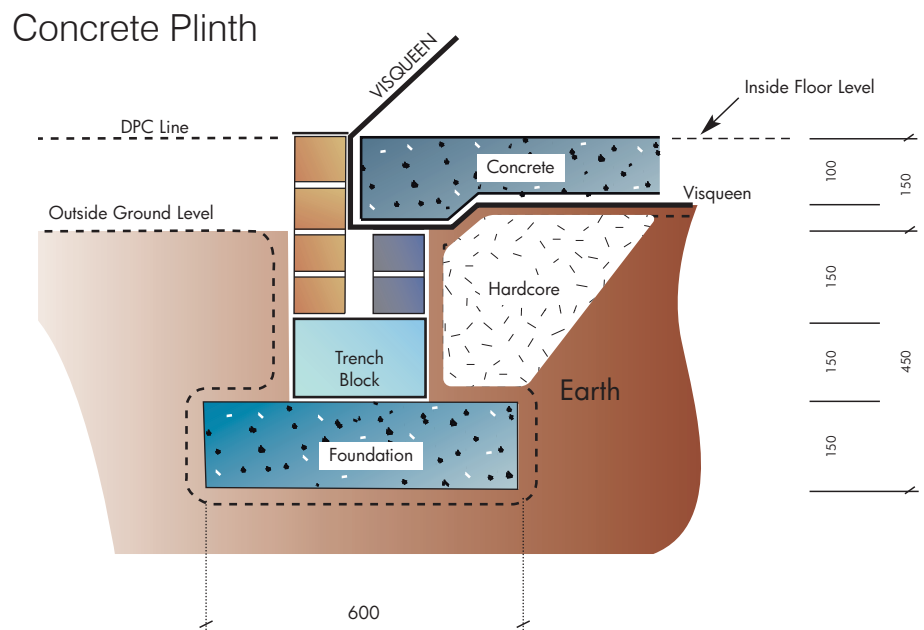 Concrete Plinth
VISQUEEN
Inside Floor Level
DPC Line
Concrete
100
150
Visqueen
Outside Ground Level
150
Hardcore
Trench
Block
150
450
Earth
150
Foundation
600